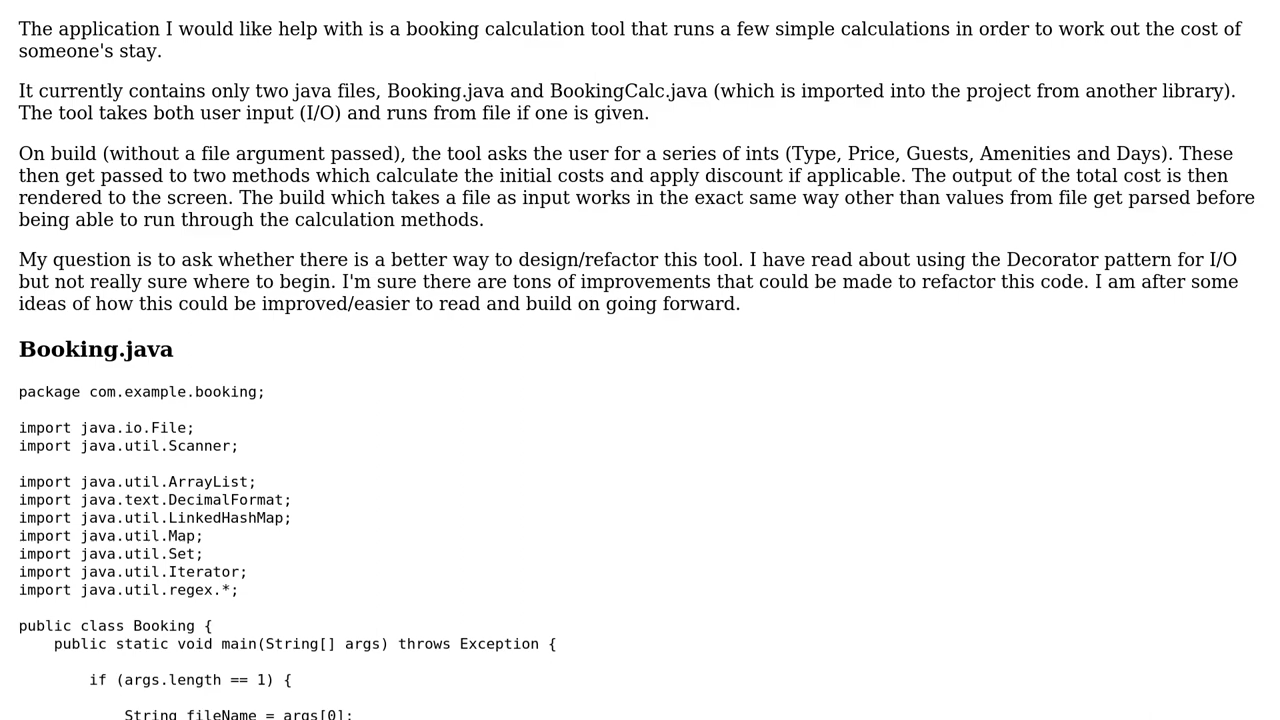 The application I would like help with is a booking calculation tool that runs a few simple calculations in order to work out the cost of
someone's stay.
It currently contains only two java files, Booking.java and BookingCalc.java (which is imported into the project from another library).
The tool takes both user input (I/O) and runs from file if one is given.
On build (without a file argument passed), the tool asks the user for a series of ints (Type, Price, Guests, Amenities and Days). These
then get passed to two methods which calculate the initial costs and apply discount if applicable. The output of the total cost is then
rendered to the screen. The build which takes a file as input works in the exact same way other than values from file get parsed before
being able to run through the calculation methods.
My question is to ask whether there is a better way to design/refactor this tool. I have read about using the Decorator pattern for I/O
but not really sure where to begin. I'm sure there are tons of improvements that could be made to refactor this code. I am after some
ideas of how this could be improved/easier to read and build on going forward.
Booking.java
package com.example.booking;
import java.io.File;
import java.util.Scanner;
import java.util.ArrayList;
import java.text.DecimalFormat;
import java.util.LinkedHashMap;
import java.util.Map;
import java.util.Set;
import java.util.Iterator;
import java.util.regex.*;
public class Booking {
    public static void main(String[] args) throws Exception {
        if (args.length == 1) {
            String fileName = args[0];